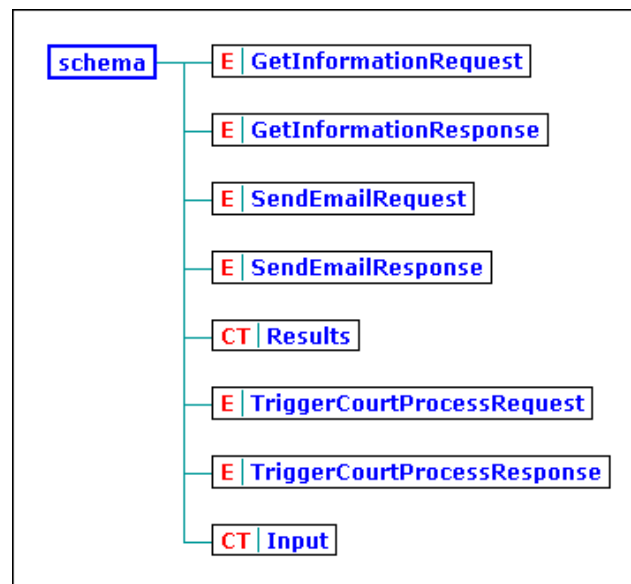 schema
E GetInformationRequest
E GetInformationResponse
E SendEmailRequest
E SendEmailResponse
CT Results
E TriggerCourtProcessRequest
E TriggerCourtProcessResponse
CT Input